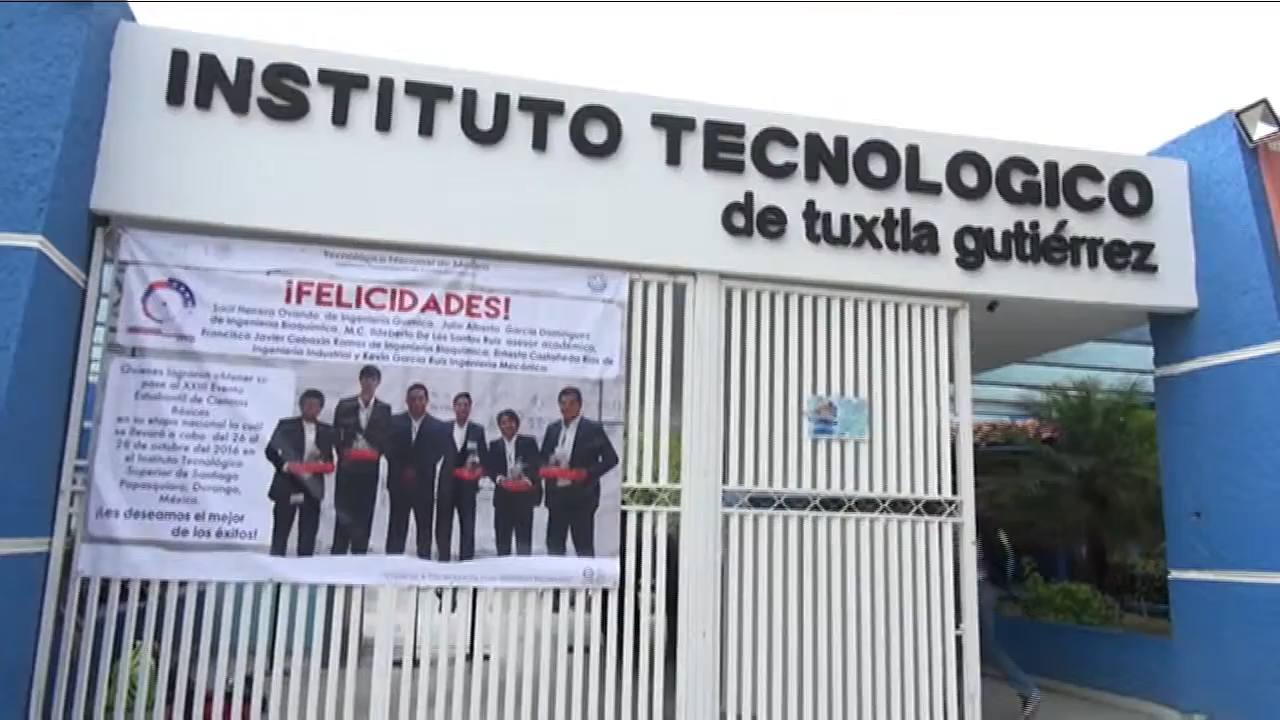 INSTITUTO TECNOLOGICO
de tuxtla gutiérrez
Tecnológico Nacional de México
¡FELICIDADES!
Saúl Herrera Ovando de Ingeniería Química, Julio Alberto García Domínguez
de Ingeniería Bioquímica, M.C. Ildeberto De Los Santos Ruiz asesor académico,
Francisco Javier Ramos de Ingeniería Bioquímica, Ernesto Castañeda Ríos de
Ingeniería Industrial y Kevin García Ruiz Ingeniería Mecánica
Quienes lograron obtener su
pase al XXIII Evento
Estudiantil de Ciencias
Básicas
en su etapa nacional la cual
se llevará a cabo del 26 al
28 de octubre del 2016 en
el Instituto Tecnológico
Superior de Santiago
Papasquiaro, Durango,
México.
¡Les deseamos el mejor
de los éxitos!